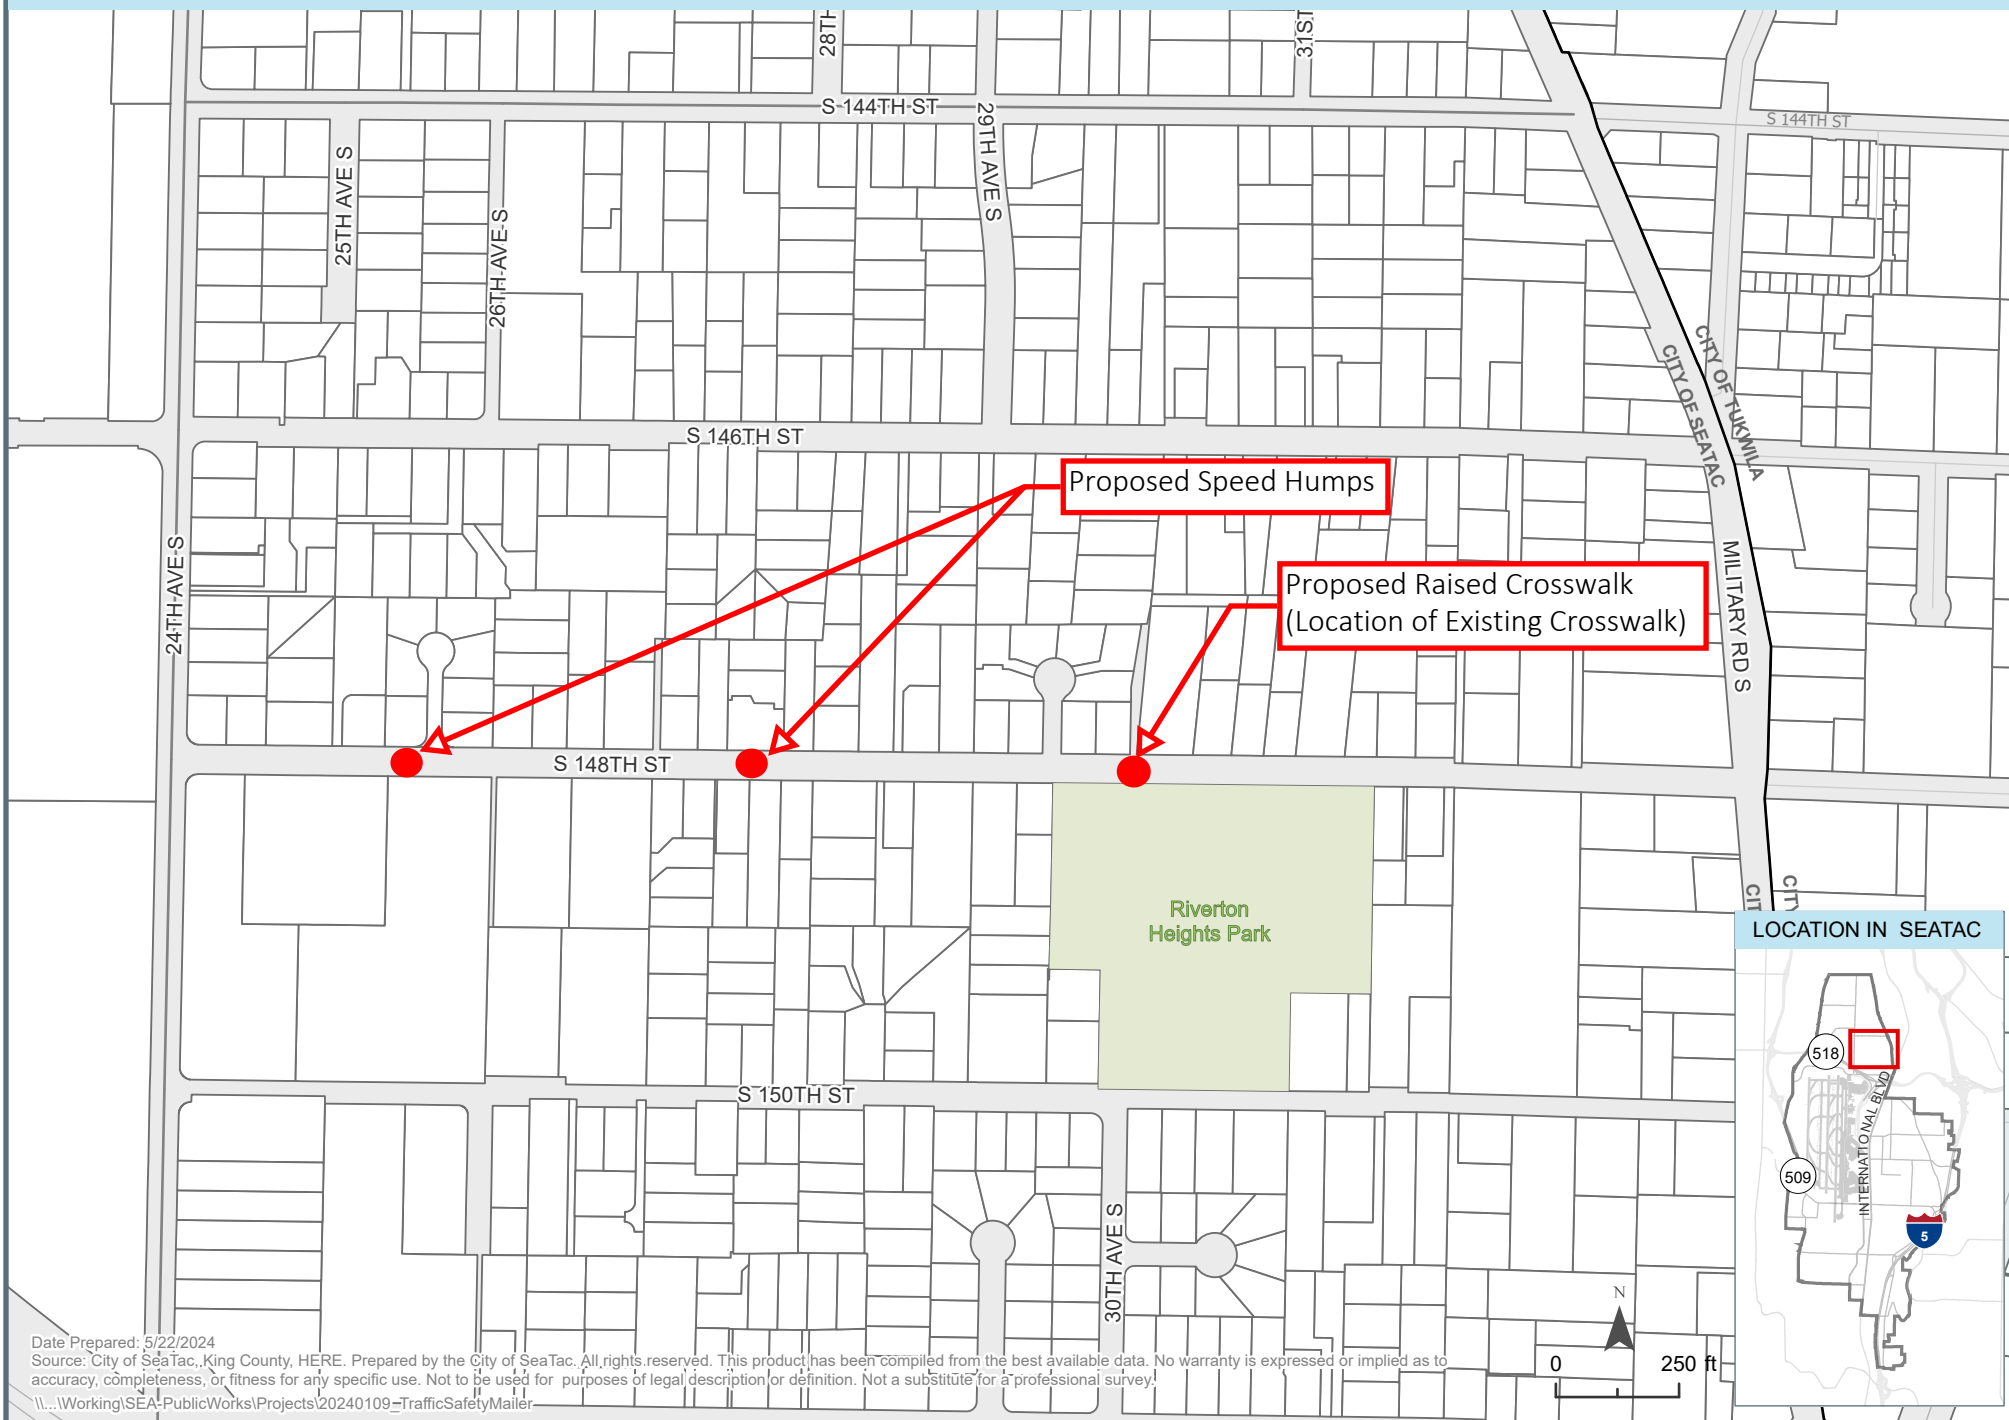 28TH
31ST
S 144TH ST
S 144TH ST
29TH AVE S
25TH AVE S
26TH AVE S
CITY OF TUKWILA
CITY OF SEATAC
S 146TH ST
Proposed Speed Humps
Proposed Raised Crosswalk
(Location of Existing Crosswalk)
24TH AVE S
MILITARY RD S
S 148TH ST
Riverton
Heights Park
CIT
CITY
LOCATION IN SEATAC
518
INTERNATIONAL BLVD
509
5
S 150TH ST
30TH AVE S
N
0 250 ft
Date Prepared: 5/22/2024
Source: City of SeaTac, King County, HERE. Prepared by the City of SeaTac. All rights reserved. This product has been compiled from the best available data. No warranty is expressed or implied as to
accuracy, completeness, or fitness for any specific use. Not to be used for purposes of legal description or definition. Not a substitute for a professional survey.
\\...\Working\SEA-PublicWorks\Projects\20240109_TrafficSafetyMailer